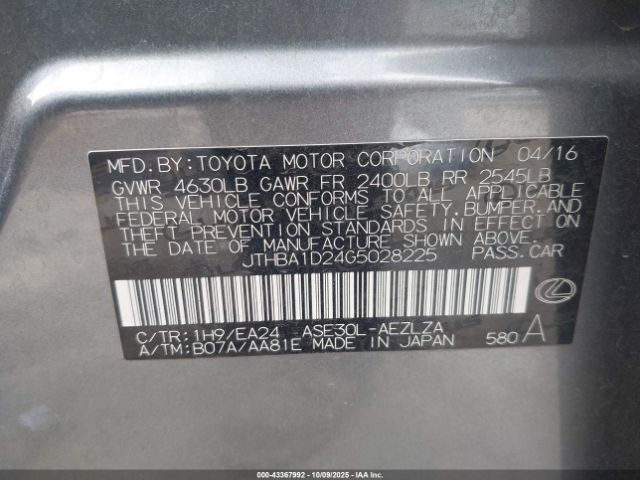 MFD.BY:TOYOTA MOTOR CORPORATION 04/16
GVWR 4630LB GAWR FR 2400LB RR 2545LB
THIS VEHICLE CONFORMS TO ALL APPLICABLE
FEDERAL MOTOR VEHICLE SAFETY,BUMPER,AND
THEFT PREVENTION STANDARDS IN EFFECT ON
THE DATE OF MANUFACTURE SHOWN ABOVE.
JTHBA1D24G5028225 PASS.CAR
C/TR:1H9/EA24 ASE30L-AEZLZA
A/TM:B07A/AA81E MADE IN JAPAN 580 A
000-43367992 - 10/09/2025 - IAAI.COM